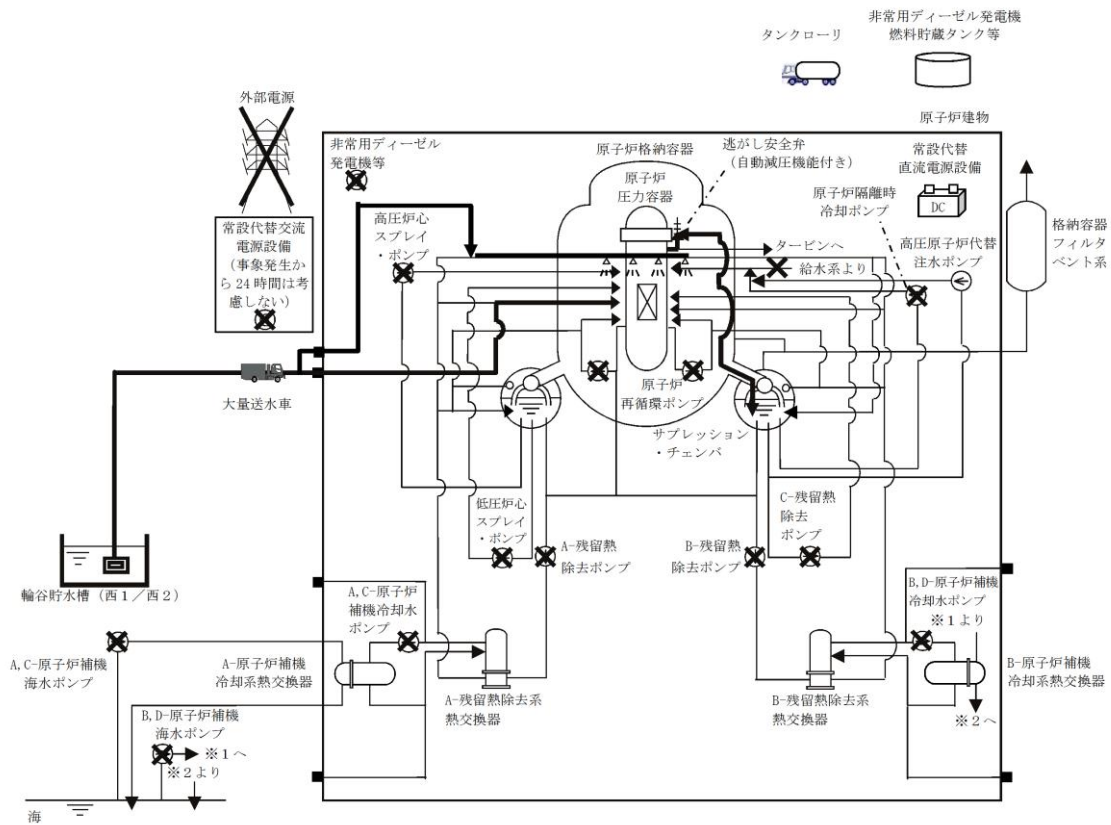 タンクローリ
非常用ディーゼル発電機
燃料貯蔵タンク等
外部電源
原子炉建物
非常用ディーゼル
発電機等
原子炉格納容器
原子炉
圧力容器
逃がし安全弁
(自動減圧機能付き)
常設代替
直流電源設備
DC
原子炉隔離時
冷却ポンプ
常設代替交流
電源設備
(事象発生か
ら24時間は考
慮しない)
高圧炉心
スプレイ
・ポンプ
タービンへ
給水系より
高圧原子炉代替
注水ポンプ
格納容器
フィルタ
ベント系
大量送水車
原子炉
再循環ポンプ
サプレッション
・チェンバ
低圧炉心
スプレイ
・ポンプ
A-残留熱
除去ポンプ
B-残留熱
除去ポンプ
C-残留熱
除去
ポンプ
輪谷貯水槽(西1/西2)
A,C-原子炉
補機冷却水
ポンプ
B,D-原子炉
補機
冷却水ポンプ
※1より
A,C-原子炉補機
海水ポンプ
A-原子炉補機
冷却系熱交換器
A-残留熱除去系
熱交換器
B-残留熱除去系
熱交換器
B-原子炉補機
冷却系熱交換器
※2へ
B,D-原子炉補機
海水ポンプ
※1へ
※2より
海